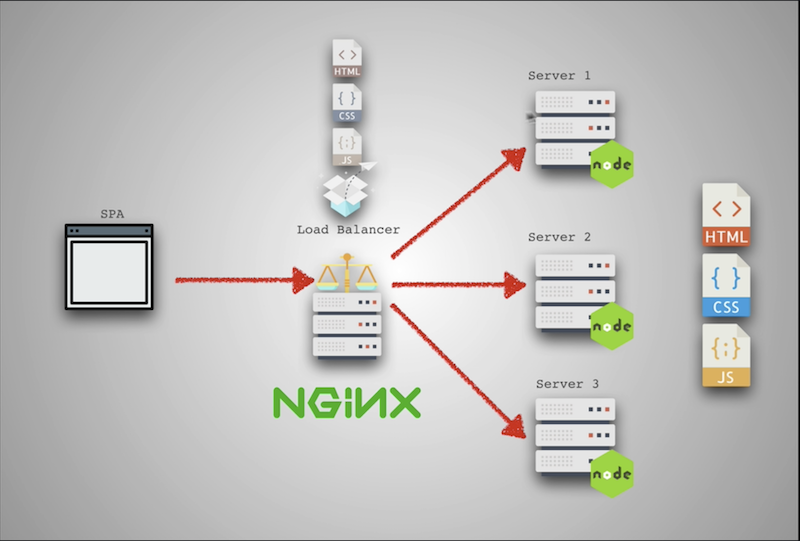 HTML
CSS
JS
SPA
Load Balancer
NGINX
Server 1
node
Server 2
node
Server 3
node
HTML
CSS
JS